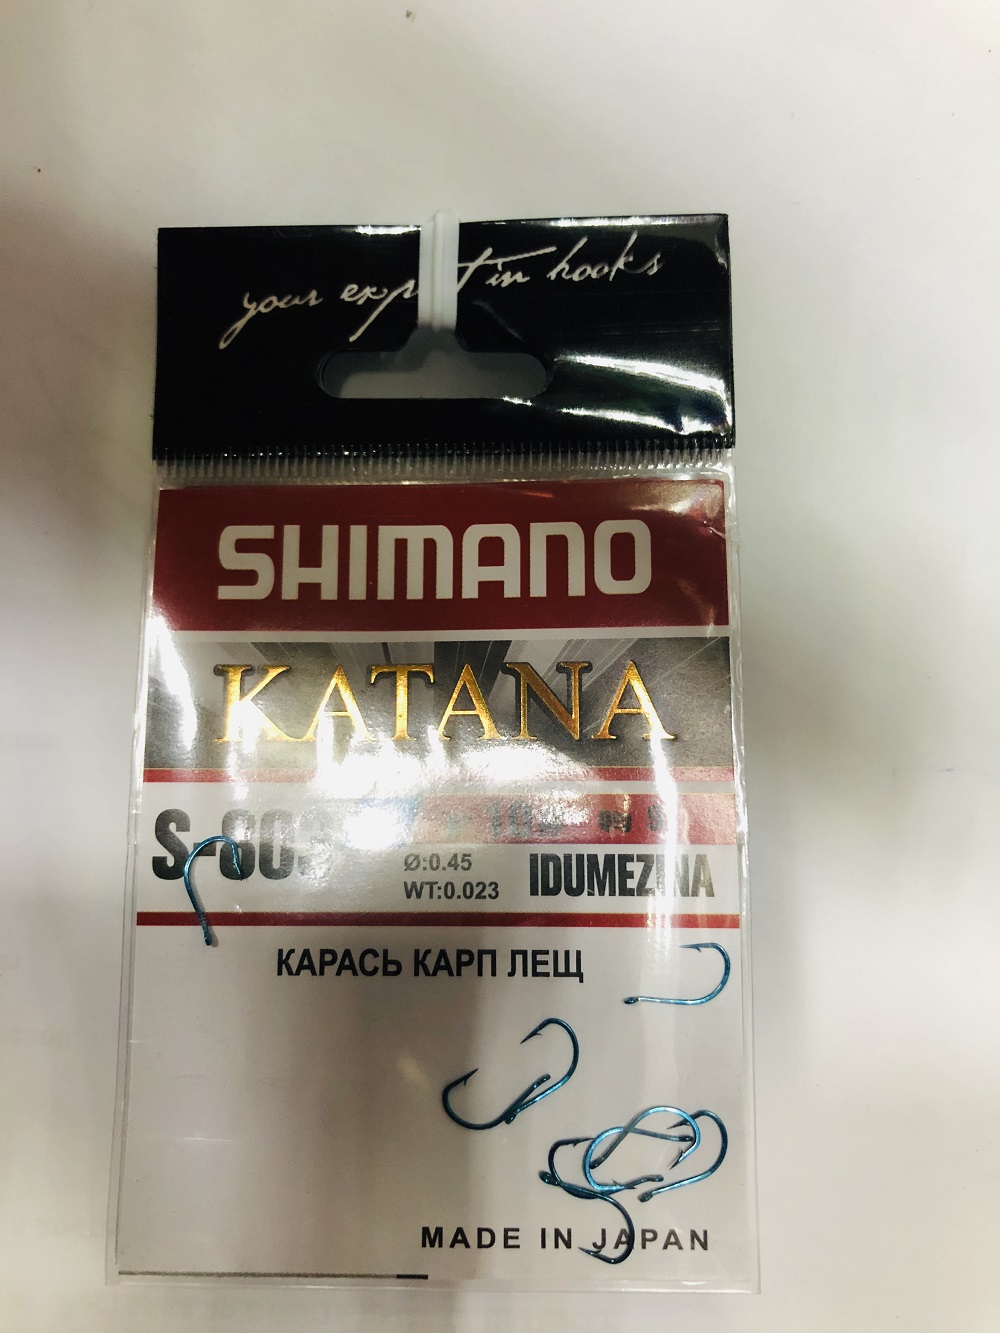 your expert in hooks
SHIMANO
KATANA
Ø:0.45
WT:0.023
IDUMEZINA
КАРАСЬ КАРП ЛЕЩ
MADE IN JAPAN